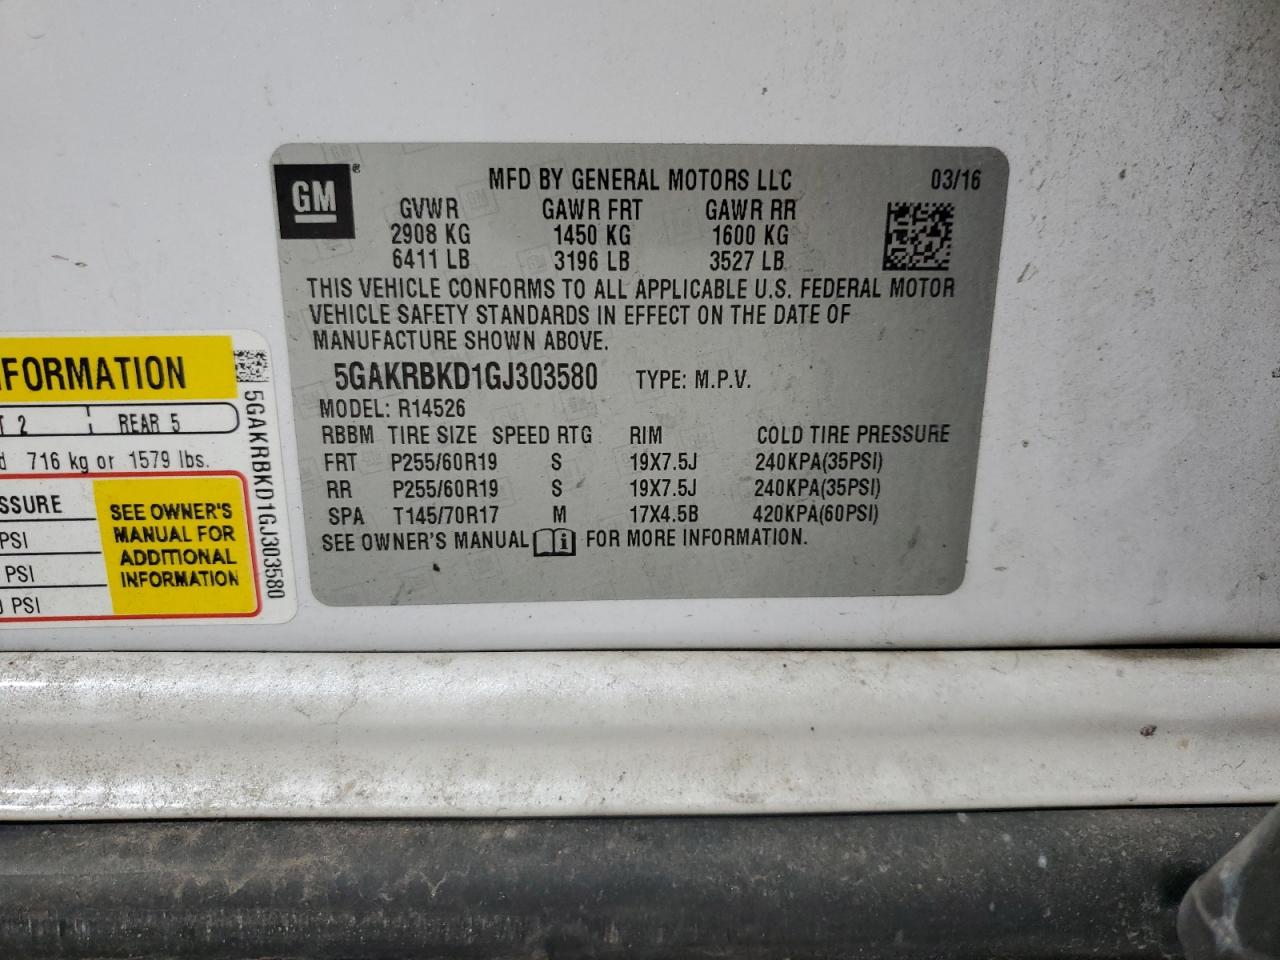 GM ®
MFD BY GENERAL MOTORS LLC 03/16
GVWR GAWR FRT GAWR RR
2908 KG 1450 KG 1600 KG
6411 LB 3196 LB 3527 LB
THIS VEHICLE CONFORMS TO ALL APPLICABLE U.S. FEDERAL MOTOR
VEHICLE SAFETY STANDARDS IN EFFECT ON THE DATE OF
MANUFACTURE SHOWN ABOVE.
5GAKRBKD1GJ303580 TYPE: M.P.V.
MODEL: R14526
RBBM TIRE SIZE SPEED RTG RIM COLD TIRE PRESSURE
FRT P255/60R19 S 19X7.5J 240KPA(35PSI)
RR P255/60R19 S 19X7.5J 240KPA(35PSI)
SPA T145/70R17 M 17X4.5B 420KPA(60PSI)
SEE OWNER'S MANUAL i FOR MORE INFORMATION.
FORMATION
2 REAR 5
716 kg or 1579 lbs.
SSURE
PSI
PSI
PSI
SEE OWNER'S
MANUAL FOR
ADDITIONAL
INFORMATION
5GAKRBKD1GJ303580